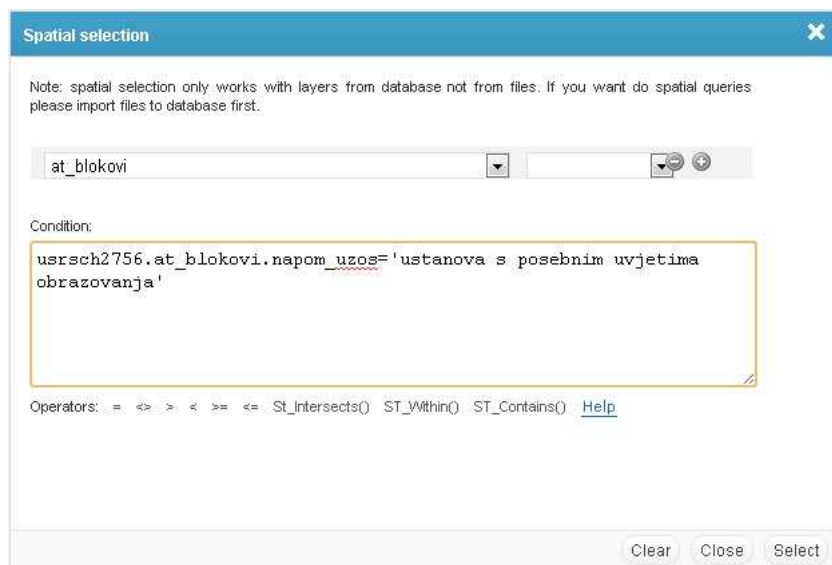 Spatial selection
Note: spatial selection only works with layers from database not from files. If you want do spatial queries
please import files to database first.
at_blokovi
Condition:
usrsch2756.at_blokovi.napom_uzos='ustanova s posebnim uvjetima
obrazovanja'
Operators: = <> > < >= <= St_Intersects() ST_Within() ST_Contains() Help
Clear Close Select